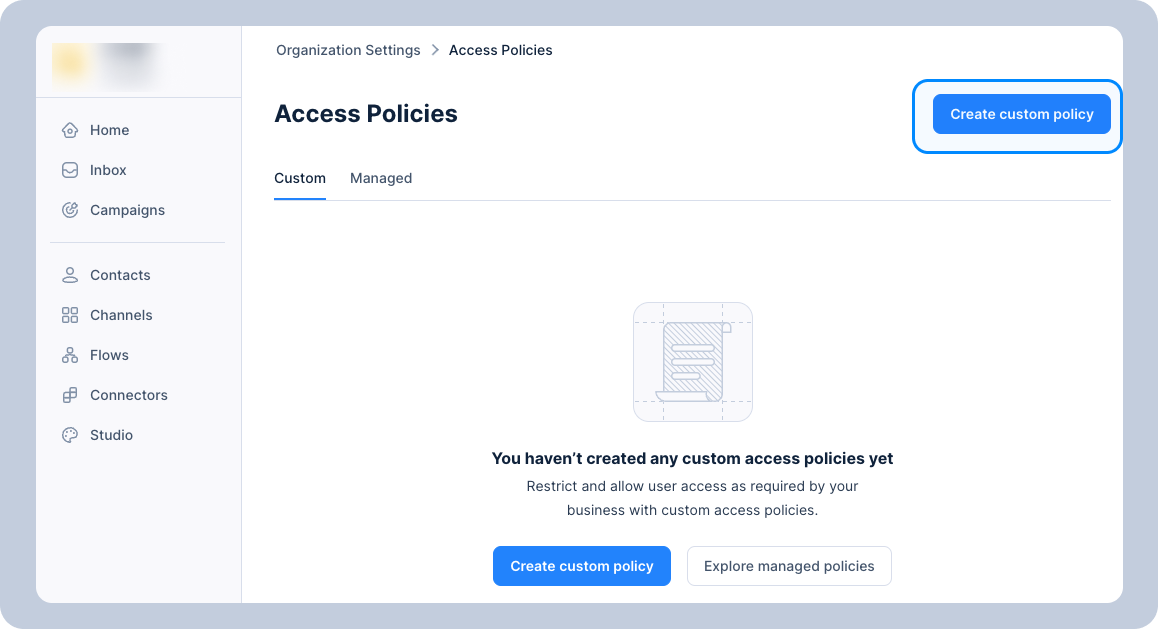 Organization Settings > Access Policies
Access Policies
Create custom policy
Custom
Managed
Home
Inbox
Campaigns
Contacts
Channels
Flows
Connectors
Studio
You haven’t created any custom access policies yet
Restrict and allow user access as required by your
business with custom access policies.
Create custom policy
Explore managed policies